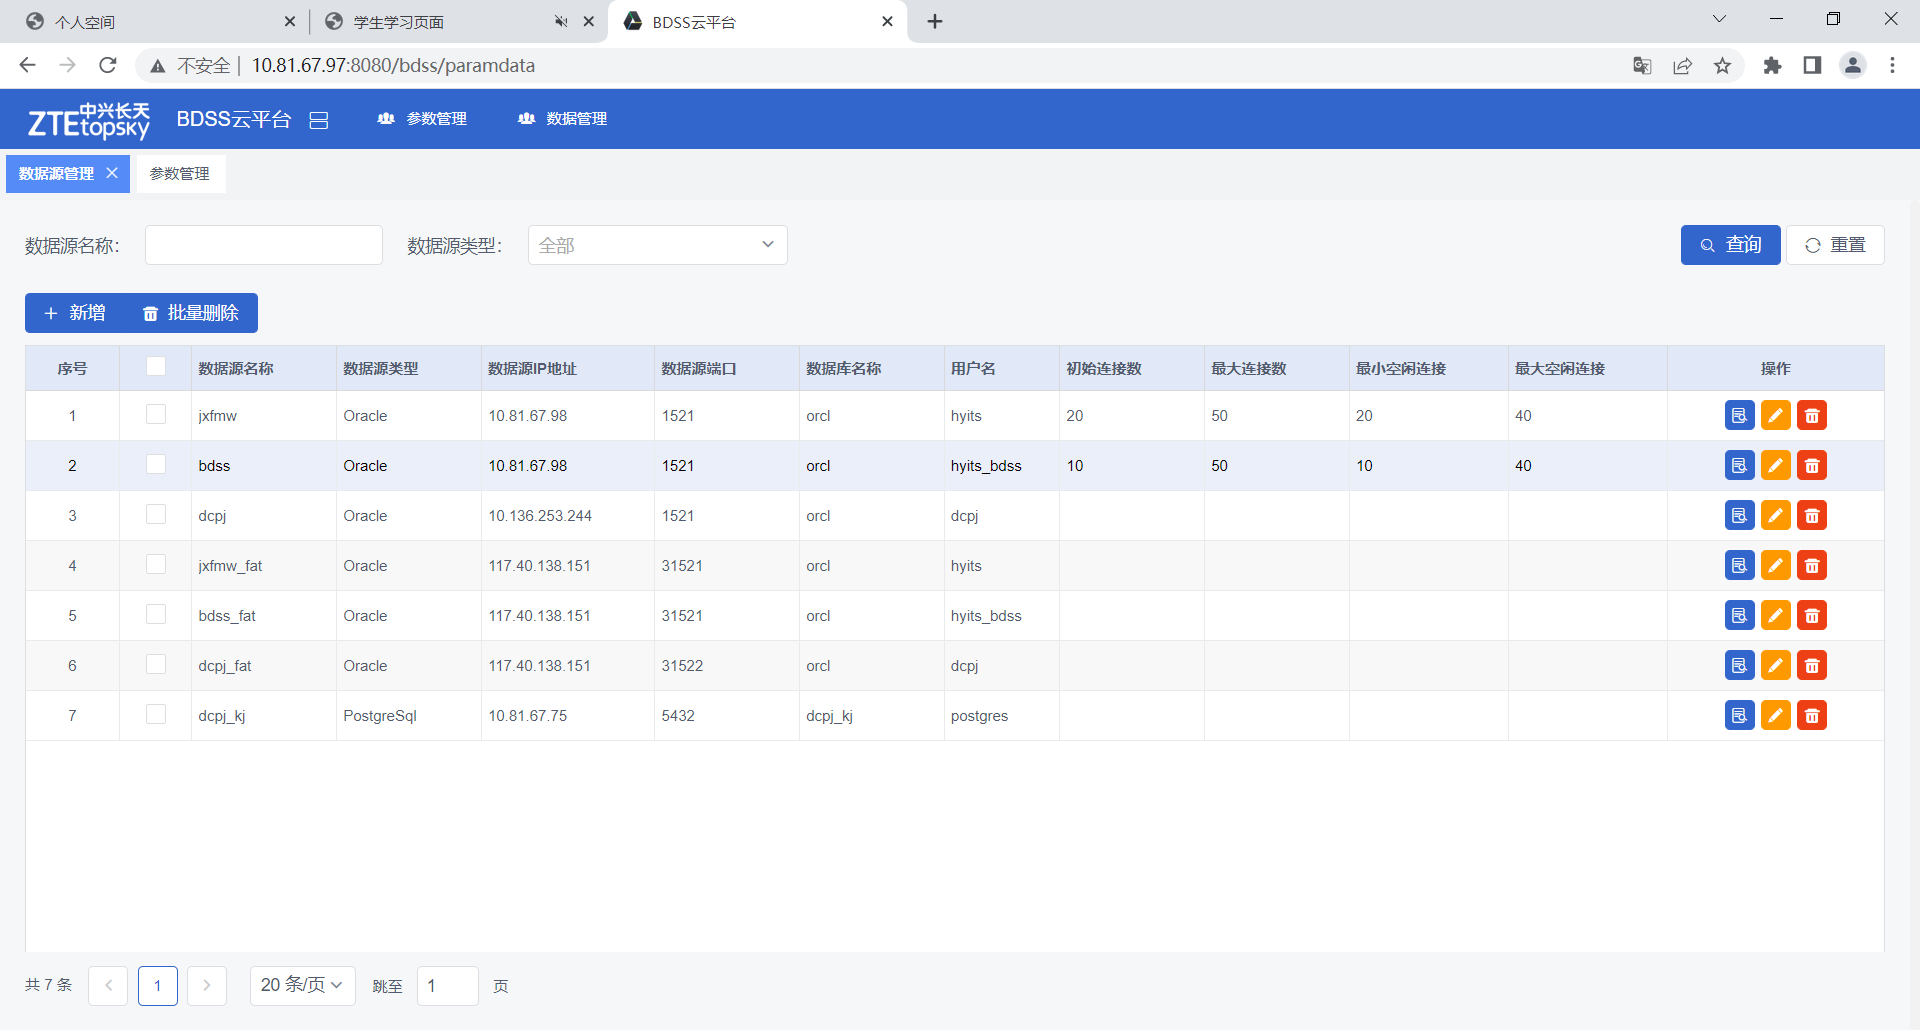 个人空间
学生学习页面
BDSS云平台
不安全 10.81.67.97:8080/bdss/paramdata
ZTE中兴长天topsky
BDSS云平台
参数管理
数据管理
数据源管理
参数管理
数据源名称：
数据源类型：
全部
查询
重置
新增
批量删除
序号 数据源名称 数据源类型 数据源IP地址 数据源端口 数据库名称 用户名 初始连接数 最大连接数 最小空闲连接 最大空闲连接 操作
1 jxfmw Oracle 10.81.67.98 1521 orcl hyits 20 50 20 40
2 bdss Oracle 10.81.67.98 1521 orcl hyits_bdss 10 50 10 40
3 dcpj Oracle 10.136.253.244 1521 orcl dcpj
4 jxfmw_fat Oracle 117.40.138.151 31521 orcl hyits
5 bdss_fat Oracle 117.40.138.151 31521 orcl hyits_bdss
6 dcpj_fat Oracle 117.40.138.151 31522 orcl dcpj
7 dcpj_kj PostgreSql 10.81.67.75 5432 dcpj_kj postgres
共 7 条 1 20 条/页 跳至 1 页